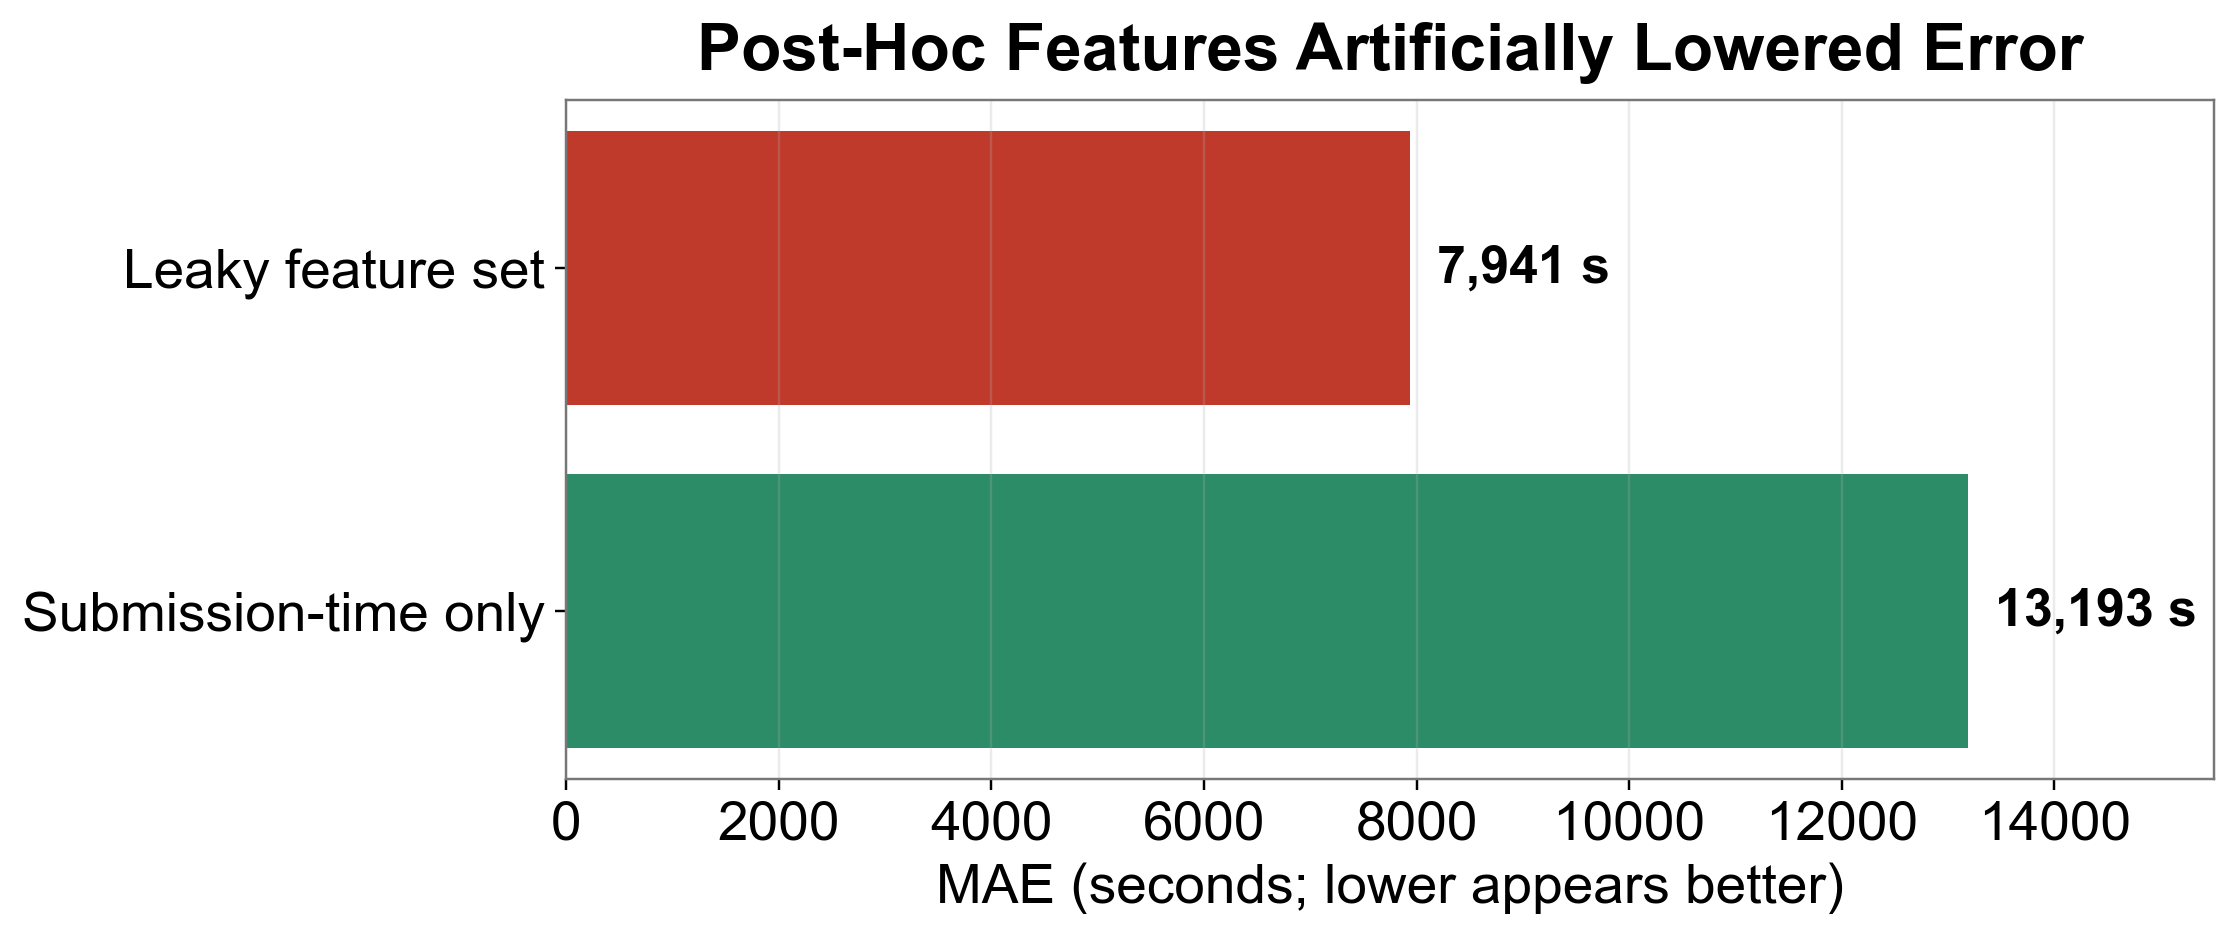 Post-Hoc Features Artificially Lowered Error
Leaky feature set
7,941 s
Submission-time only
13,193 s
0 2000 4000 6000 8000 10000 12000 14000
MAE (seconds; lower appears better)